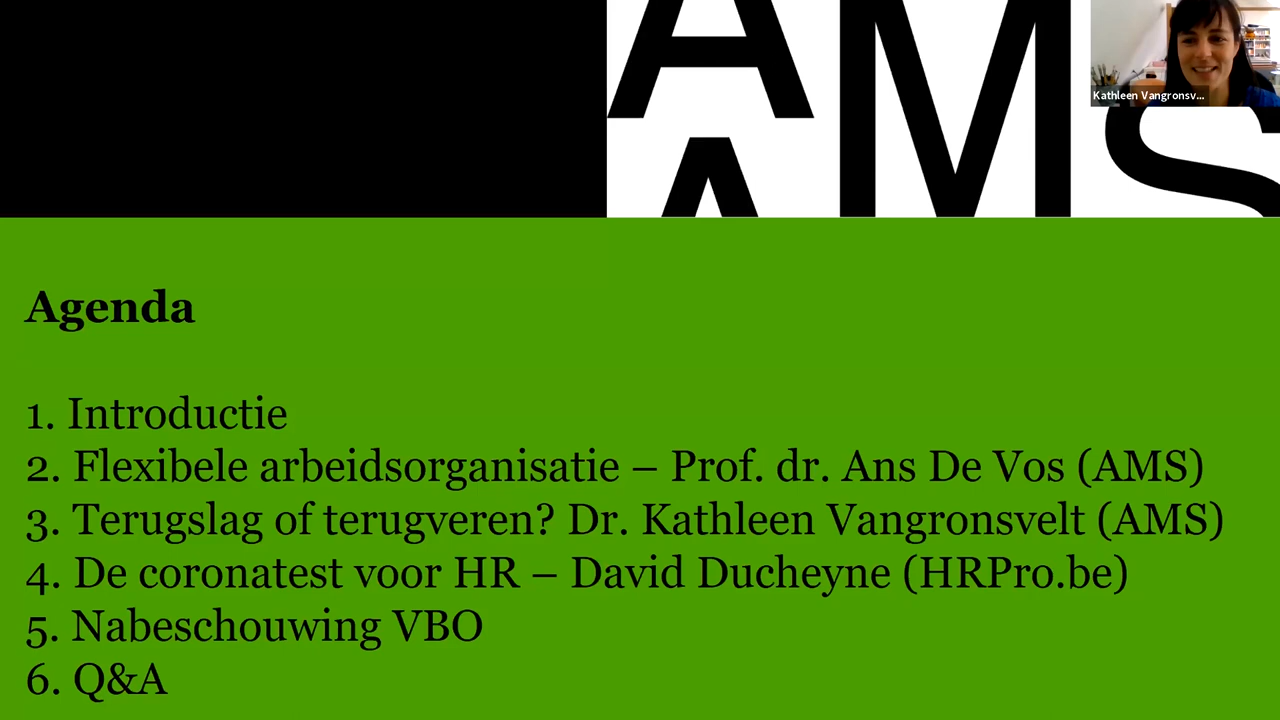 AMS
Kathleen Vangronsv...
Agenda
1. Introductie
2. Flexibele arbeidsorganisatie – Prof. dr. Ans De Vos (AMS)
3. Terugslag of terugveren? Dr. Kathleen Vangronsvelt (AMS)
4. De coronatest voor HR – David Ducheyne (HRPro.be)
5. Nabeschouwing VBO
6. Q&A